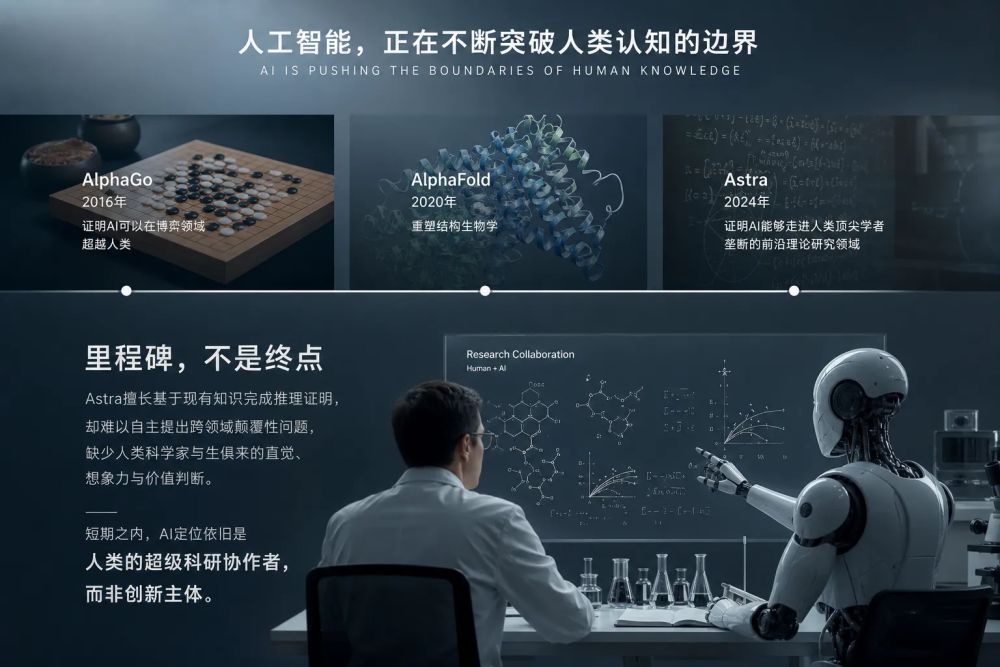 人工智能，正在不断突破人类认知的边界
AI IS PUSHING THE BOUNDARIES OF HUMAN KNOWLEDGE
AlphaGo
2016年
证明AI可以在博弈领域
超越人类
AlphaFold
2020年
重塑结构生物学
Astra
2024年
证明AI能够走进人类顶尖学者
垄断的前沿理论研究领域
里程碑，不是终点
Astra擅长基于现有知识完成推理证明，
却难以自主提出跨领域颠覆性问题，
缺少人类科学家与生俱来的直觉、
想象力与价值判断。
短期之内，AI定位依旧是
人类的超级科研协作者，
而非创新主体。
Research Collaboration
Human + AI